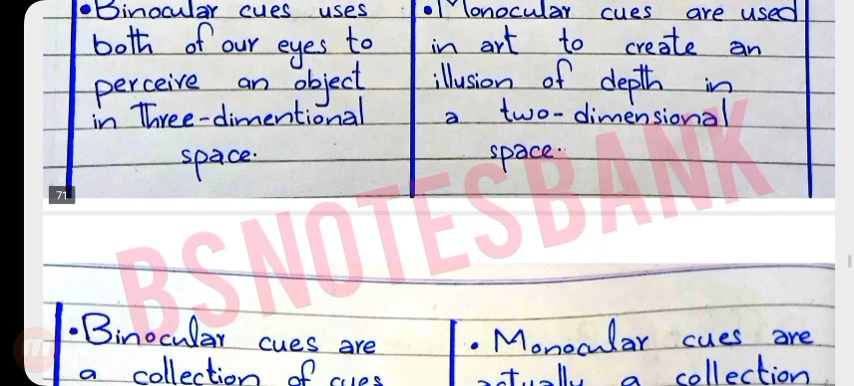 •Binocular cues uses
both of our eyes to
perceive an object
in Three-dimentional
space.
•Monocular cues are used
in art to create an
illusion of depth in
a two-dimensional
space.
71
BSNOTESBANK
•Binocular cues are
a collection of cues
• Monocular cues are
actually a collection